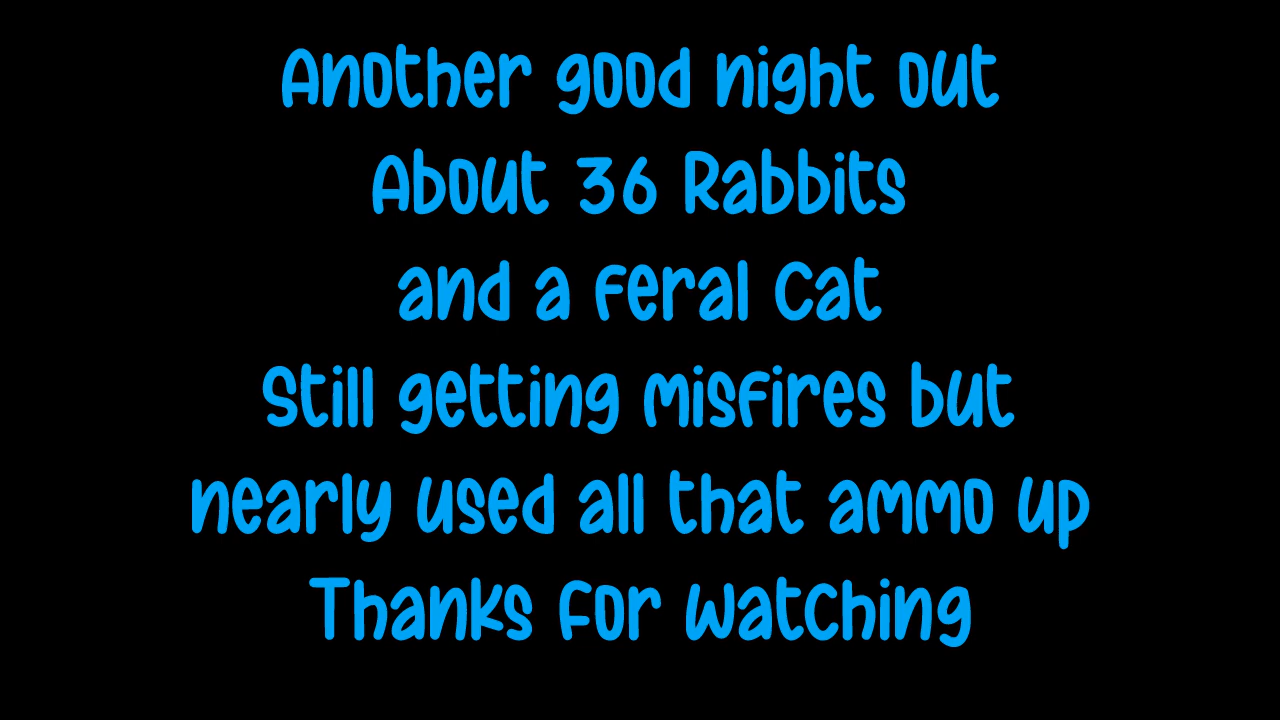 Another good night out
About 36 Rabbits
and a feral Cat
Still getting misfires but
nearly used all that ammo up
Thanks for watching